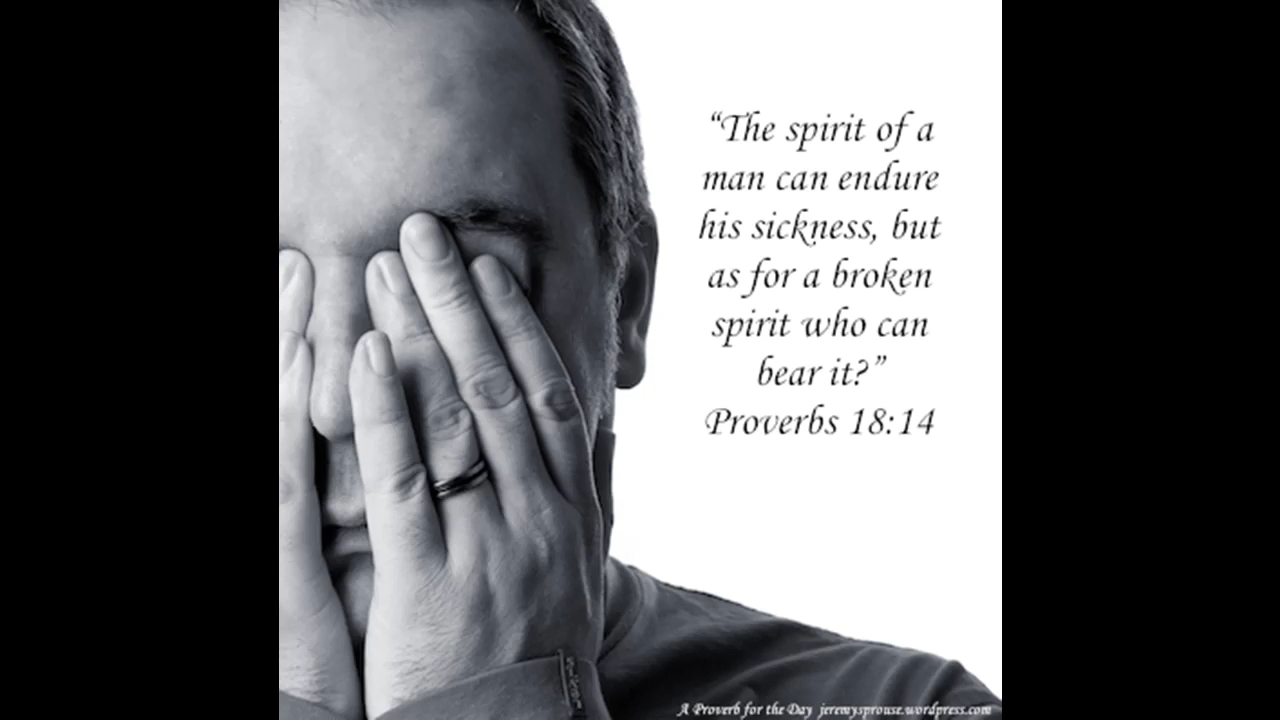 “The spirit of a
man can endure
his sickness, but
as for a broken
spirit who can
bear it?”
Proverbs 18:14
A Proverb for the Day jeremysprouse.wordpress.com